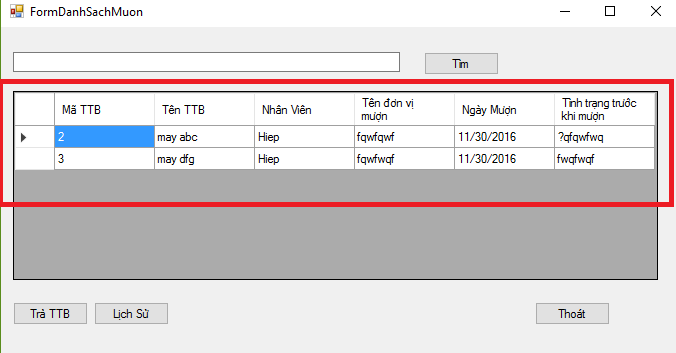 FormDanhSachMuon
Tìm
Mã TTB Tên TTB Nhân Viên Tên đơn vị mượn Ngày Mượn Tình trạng trước khi mượn
2 may abc Hiep fqwfqwf 11/30/2016 ?qfqwfwq
3 may dfg Hiep fqwfwqf 11/30/2016 fwqfwqf
Trả TTB Lịch Sử Thoát